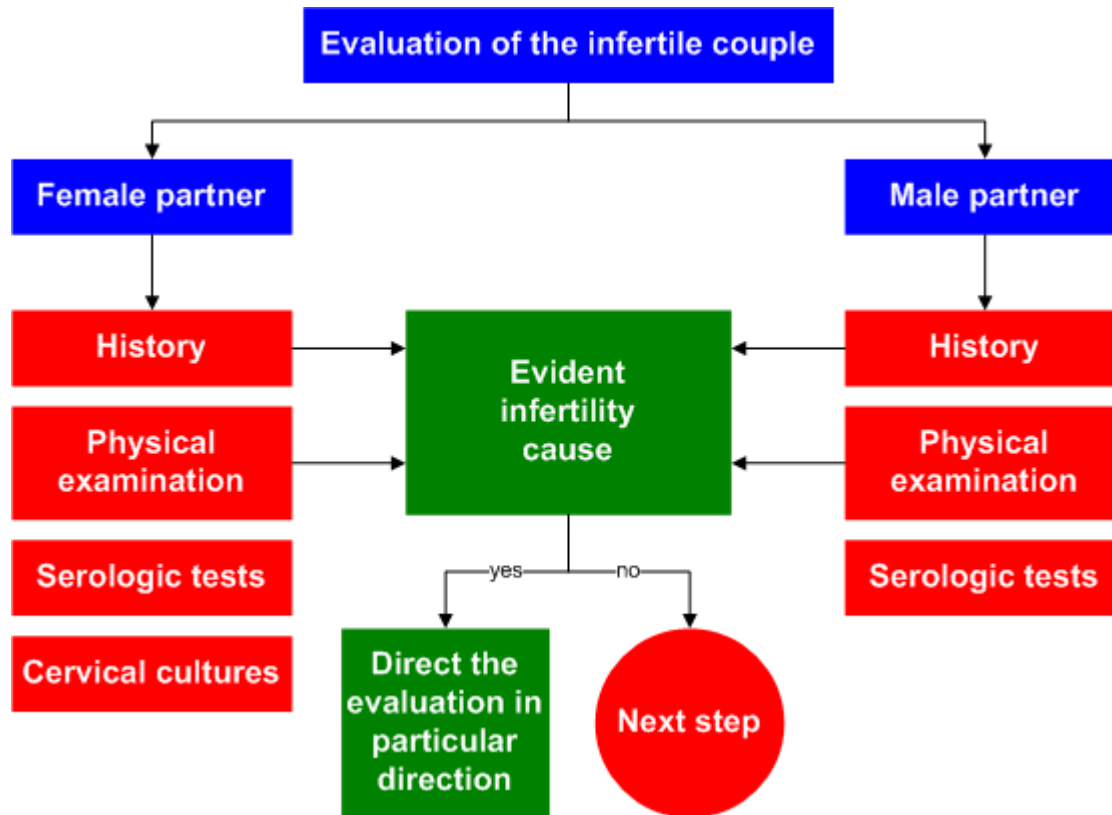 Evaluation of the infertile couple
Female partner
Male partner
History
Evident
infertility
cause
History
Physical
examination
Physical
examination
Serologic tests
yes
no
Serologic tests
Cervical cultures
Direct the
evaluation in
particular
direction
Next step